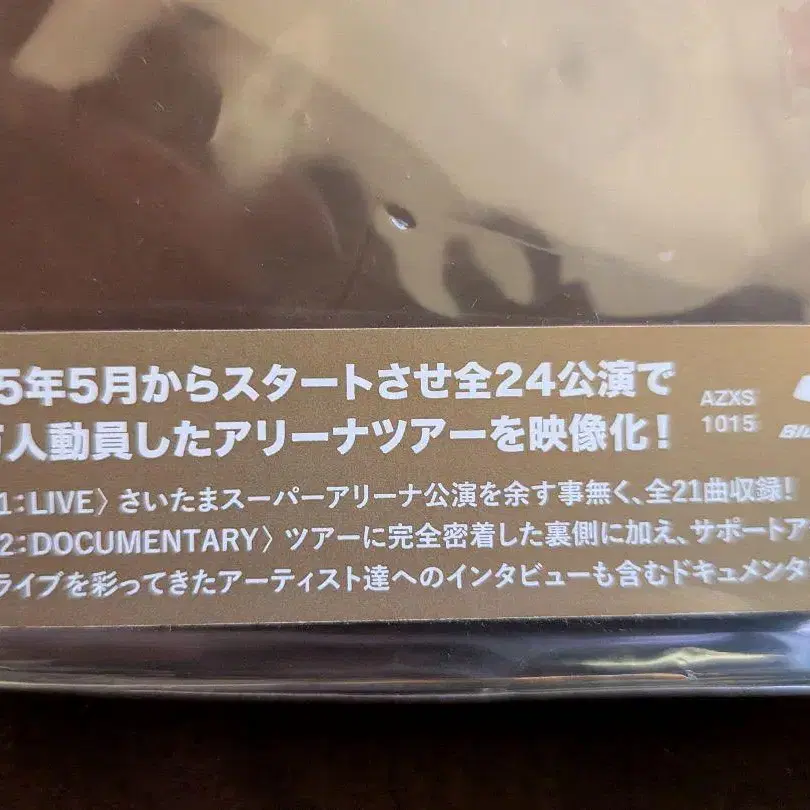 5年5月からスタートさせ全24公演で
万人動員したアリーナツアーを映像化！
AZXS
1015
1：LIVE〉さいたまスーパーアリーナ公演を余す事無く、全21曲収録！
2：DOCUMENTARY〉ツアーに完全密着した裏側に加え、サポートア
ライブを彩ってきたアーティスト達へのインタビューも含むドキュメンタ